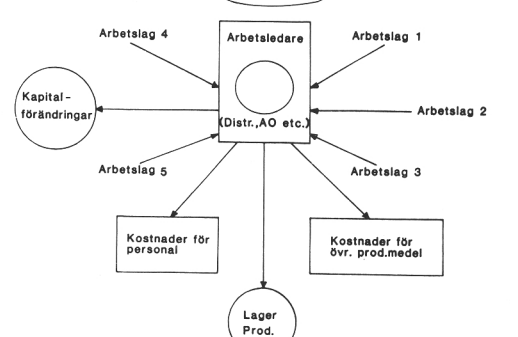 Arbetslag 4
Arbetsledare
Arbetslag 1
Kapital-
förändringar
(Distr.,AO etc.)
Arbetslag 2
Arbetslag 5
Arbetslag 3
Kostnader för
personal
Kostnader för
övr. prod.medel
Lager
Prod.